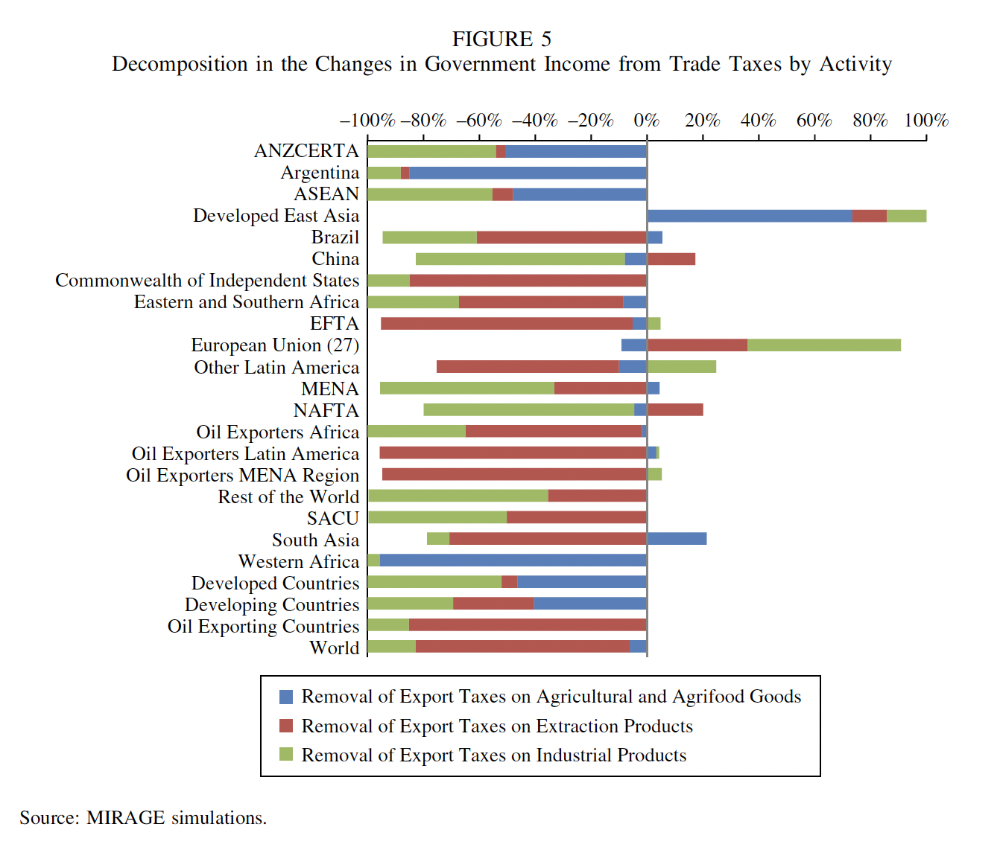 FIGURE 5
Decomposition in the Changes in Government Income from Trade Taxes by Activity
–100% –80% –60% –40% –20% 0% 20% 40% 60% 80% 100%
ANZCERTA
Argentina
ASEAN
Developed East Asia
Brazil
China
Commonwealth of Independent States
Eastern and Southern Africa
EFTA
European Union (27)
Other Latin America
MENA
NAFTA
Oil Exporters Africa
Oil Exporters Latin America
Oil Exporters MENA Region
Rest of the World
SACU
South Asia
Western Africa
Developed Countries
Developing Countries
Oil Exporting Countries
World
Removal of Export Taxes on Agricultural and Agrifood Goods
Removal of Export Taxes on Extraction Products
Removal of Export Taxes on Industrial Products
Source: MIRAGE simulations.